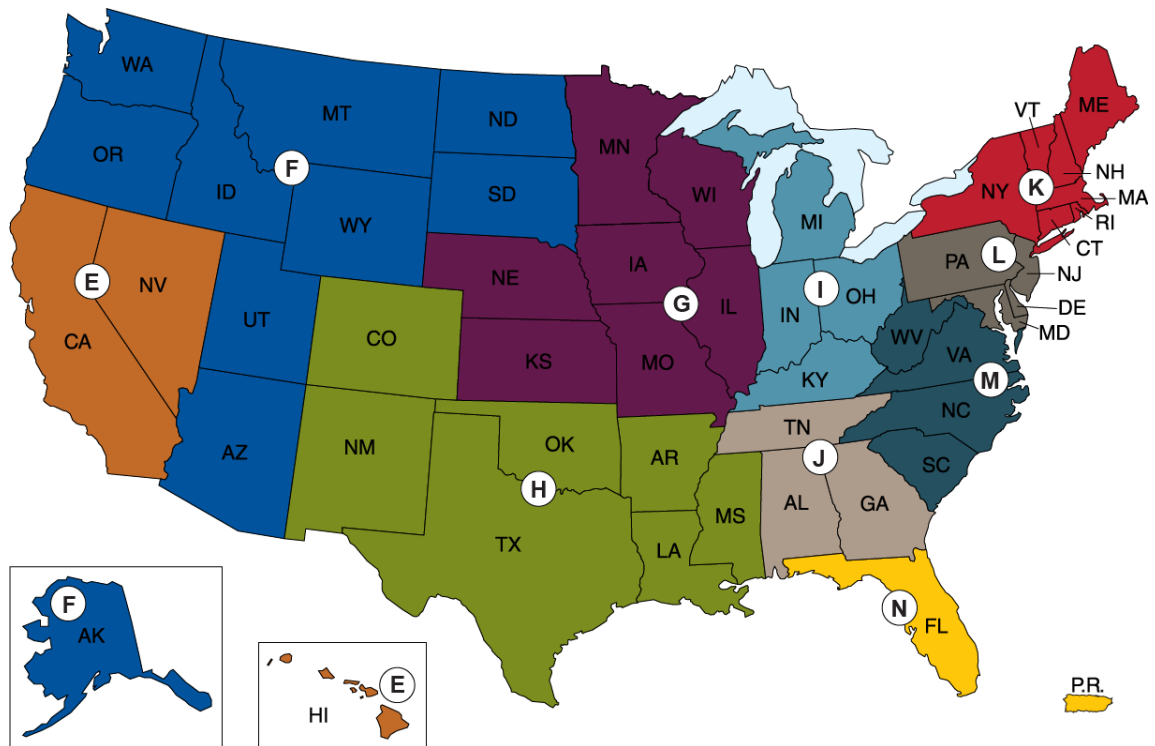 WA
MT
ND
MN
VT
ME
OR
F
ID
SD
WI
MI
NY
K
NH
MA
RI
CT
WY
E
NV
UT
CO
NE
IA
G
IL
I
IN
OH
PA
L
NJ
DE
MD
CA
KS
MO
KY
WV
VA
M
NC
AZ
NM
OK
H
AR
TN
J
SC
TX
LA
MS
AL
GA
N
FL
F
AK
E
HI
P.R.